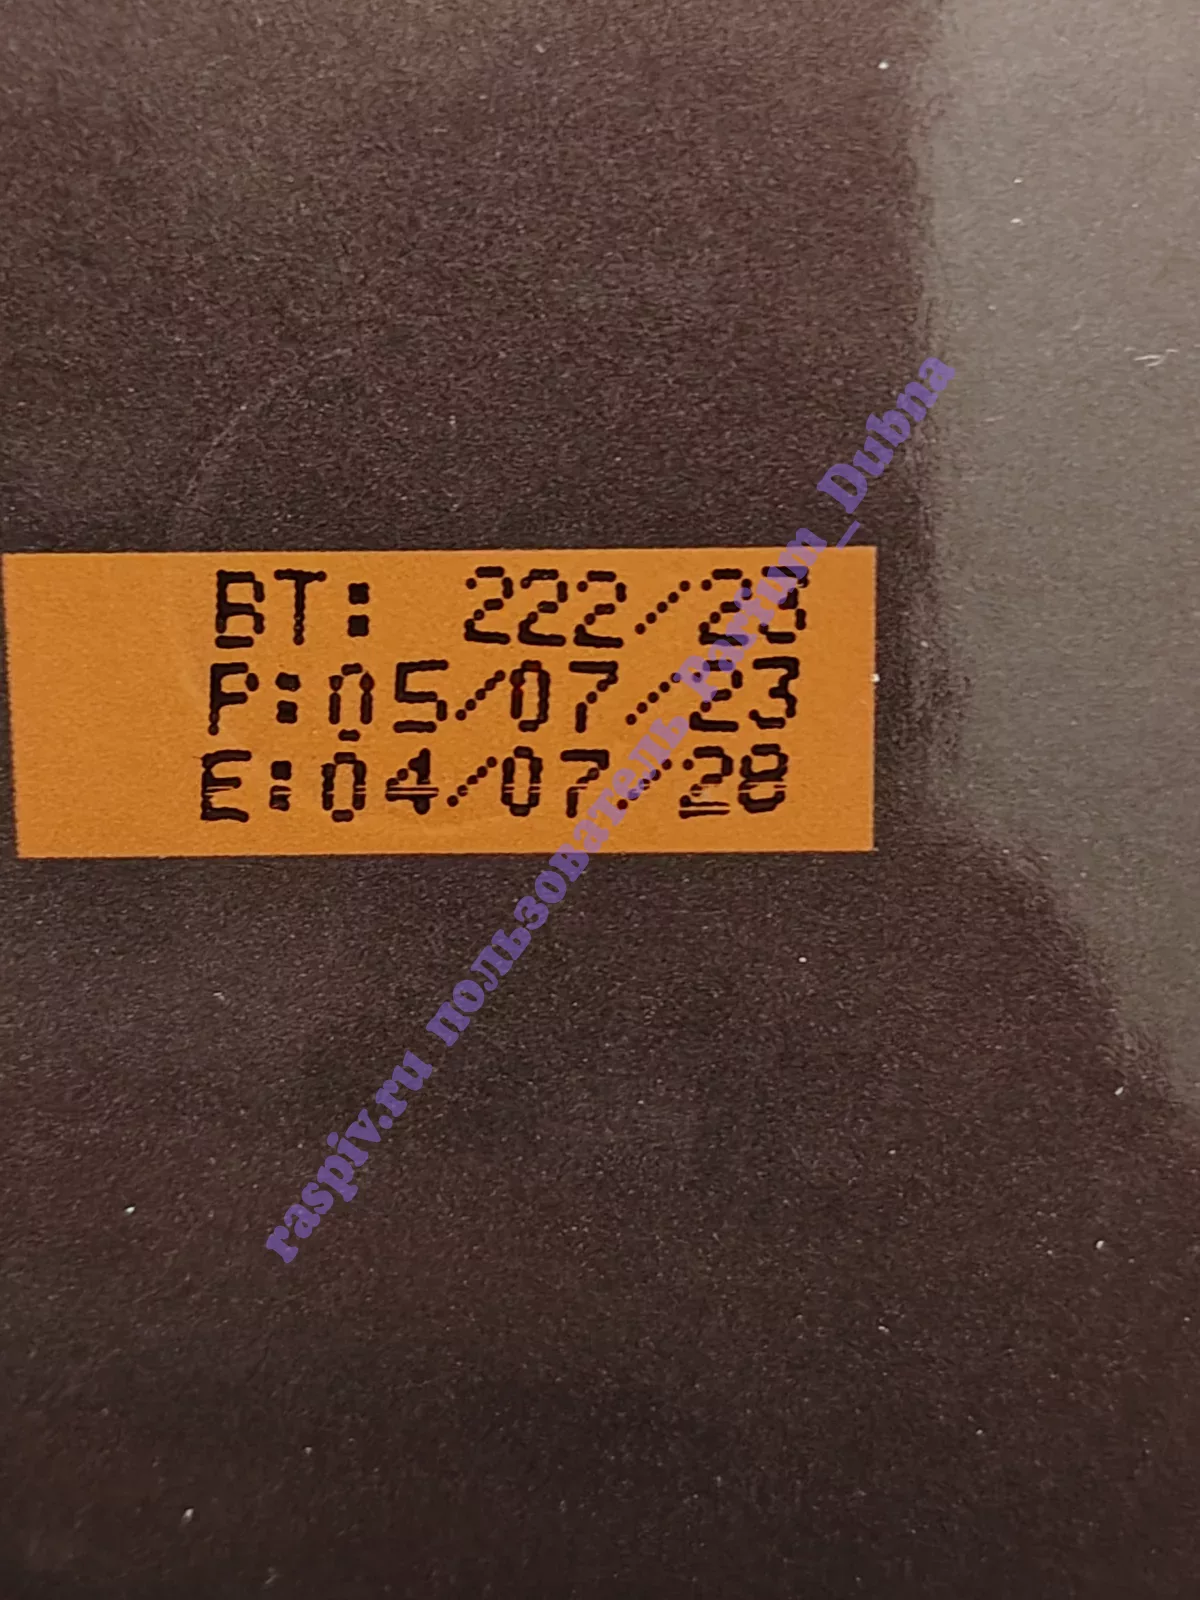 BT: 222/23
P:05/07/23
E:04/07/28
raspiv.ru пользователь Parfum_Dubna